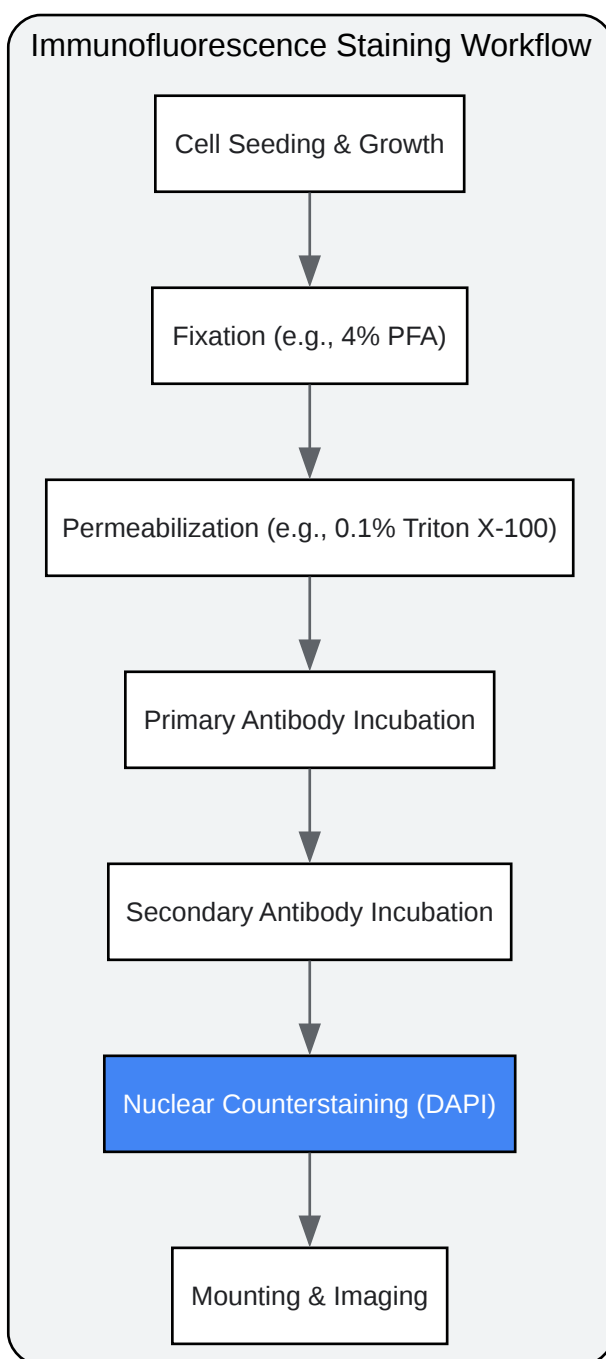 Immunofluorescence Staining Workflow
Cell Seeding & Growth
Fixation (e.g., 4% PFA)
Permeabilization (e.g., 0.1% Triton X-100)
Primary Antibody Incubation
Secondary Antibody Incubation
Nuclear Counterstaining (DAPI)
Mounting & Imaging